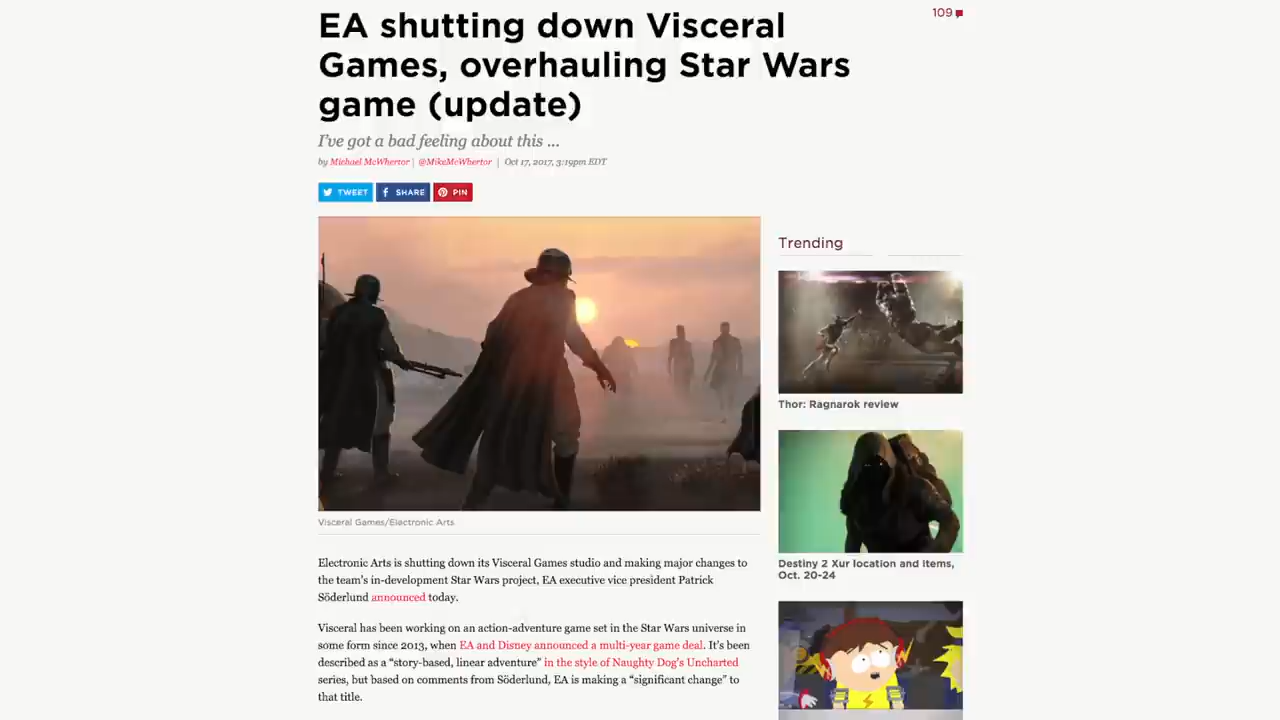 EA shutting down Visceral
Games, overhauling Star Wars
game (update)
109
I've got a bad feeling about this ...
by Michael McWhertor | @MikeMcWhertor | Oct 17, 2017, 3:19pm EDT
TWEET SHARE PIN
Visceral Games/Electronic Arts
Electronic Arts is shutting down its Visceral Games studio and making major changes to
the team's in-development Star Wars project, EA executive vice president Patrick
Söderlund announced today.
Visceral has been working on an action-adventure game set in the Star Wars universe in
some form since 2013, when EA and Disney announced a multi-year game deal. It's been
described as a “story-based, linear adventure” in the style of Naughty Dog's Uncharted
series, but based on comments from Söderlund, EA is making a “significant change” to
that title.
Trending
Thor: Ragnarok review
Destiny 2 Xur location and items,
Oct. 20-24